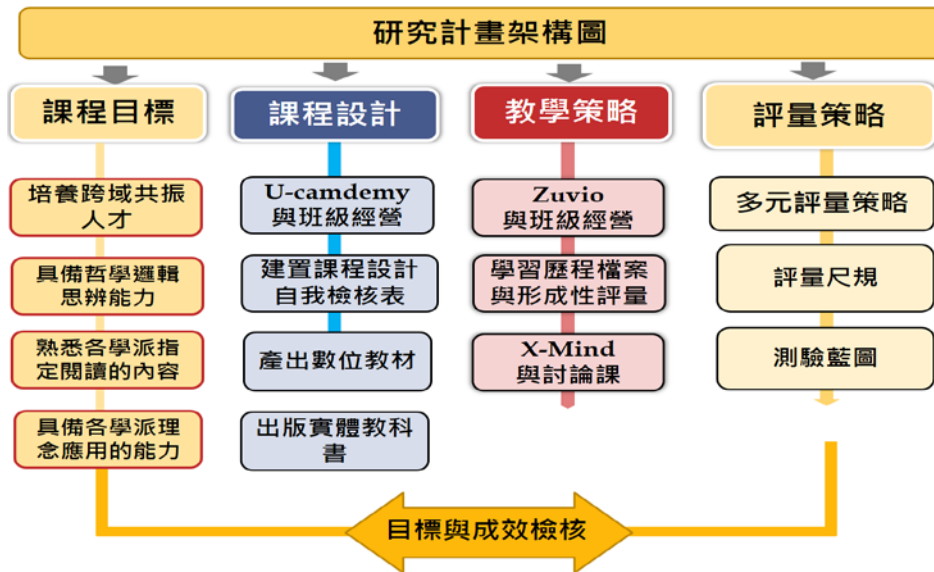 研究計畫架構圖
課程目標
培養跨域共振
人才
具備哲學邏輯
思辨能力
熟悉各學派指
定閱讀的內容
具備各學派理
念應用的能力
課程設計
U-camdemy
與班級經營
建置課程設計
自我檢核表
產出數位教材
出版實體教科
書
教學策略
Zuvio
與班級經營
學習歷程檔案
與形成性評量
X-Mind
與討論課
評量策略
多元評量策略
評量尺規
測驗藍圖
目標與成效檢核